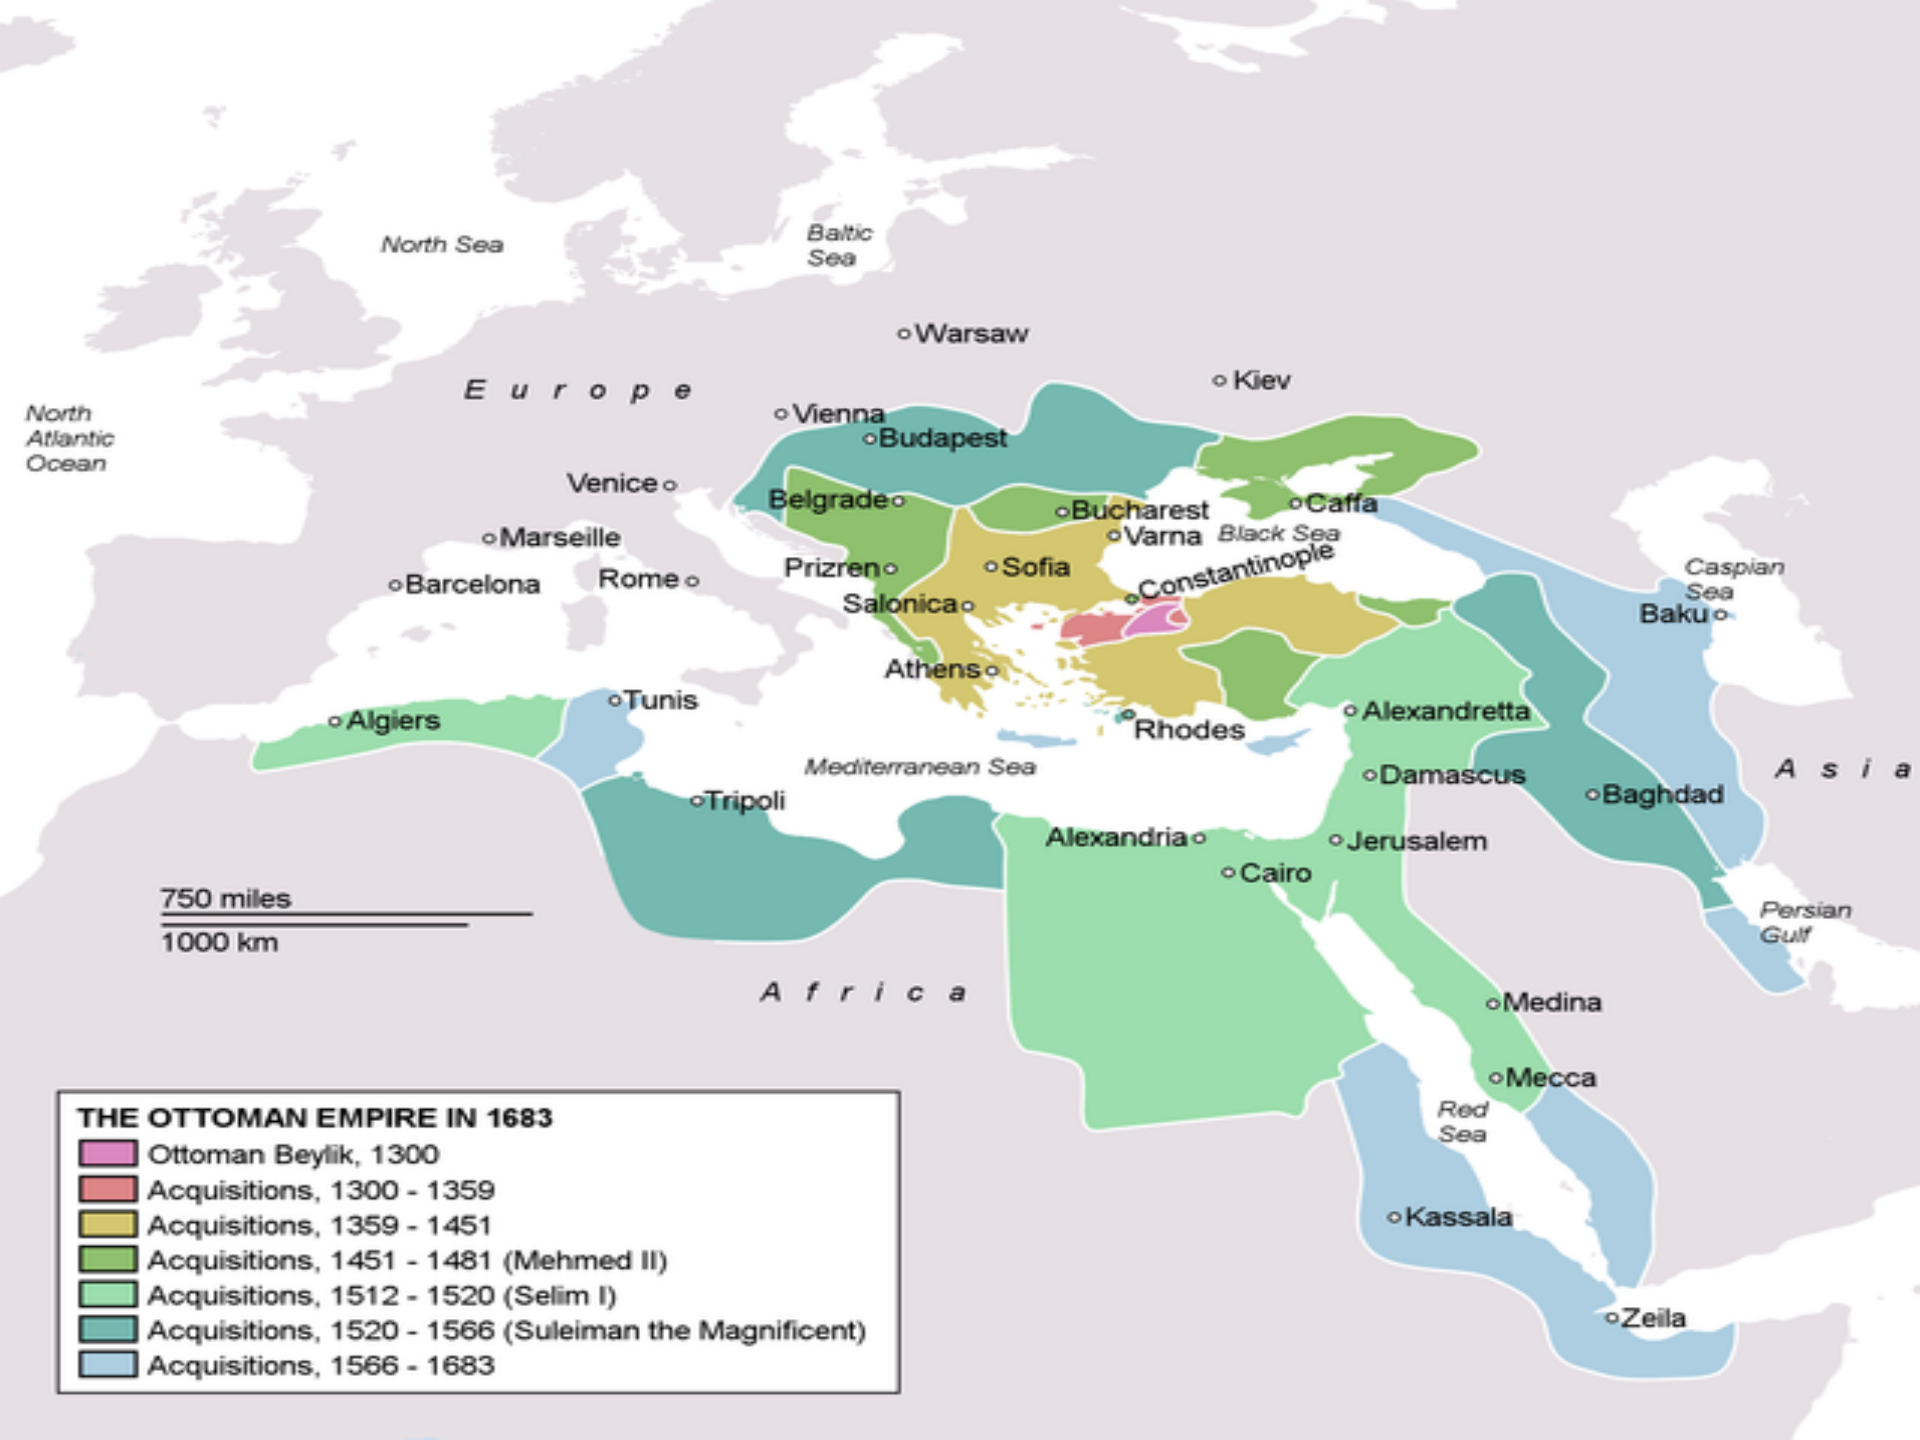 North Sea
Baltic
Sea
Warsaw
Kiev
Europe
North
Atlantic
Ocean
Vienna
Budapest
Venice
Belgrade
Bucharest
Caffa
Marseille
Varna
Black Sea
Constantinople
Prizren
Sofia
Caspian
Sea
Barcelona
Rome
Salonica
Baku
Athens
Tunis
Algiers
Alexandretta
Rhodes
Mediterranean Sea
Asia
Damascus
Tripoli
Baghdad
Alexandria
Jerusalem
Cairo
750 miles
1000 km
Persian
Gulf
Africa
Medina
Mecca
Red
Sea
Kassala
Zeila
THE OTTOMAN EMPIRE IN 1683
Ottoman Beylik, 1300
Acquisitions, 1300 - 1359
Acquisitions, 1359 - 1451
Acquisitions, 1451 - 1481 (Mehmed II)
Acquisitions, 1512 - 1520 (Selim I)
Acquisitions, 1520 - 1566 (Suleiman the Magnificent)
Acquisitions, 1566 - 1683